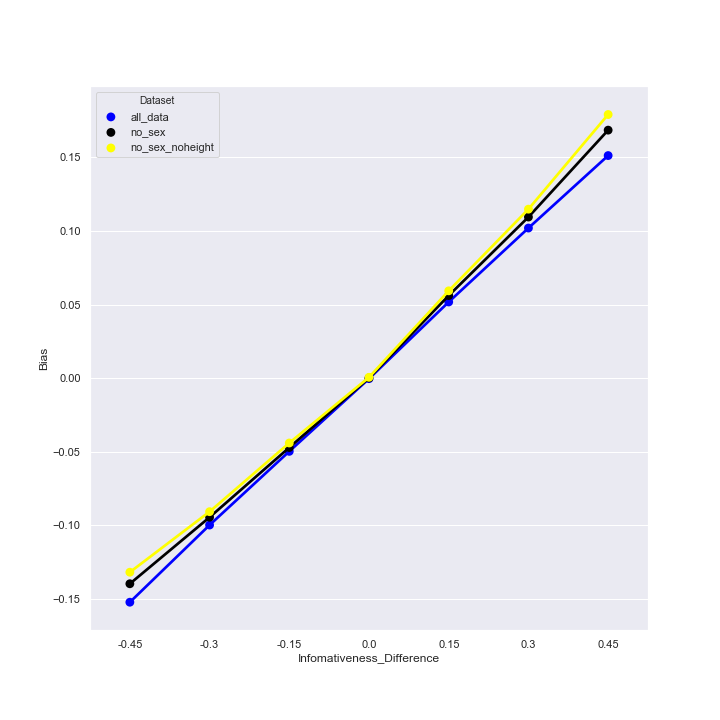 Dataset
all_data
no_sex
no_sex_noheight
0.15
0.10
0.05
0.00
−0.05
−0.10
−0.15
Bias
-0.45
-0.3
-0.15
0.0
0.15
0.3
0.45
Infomativeness_Difference